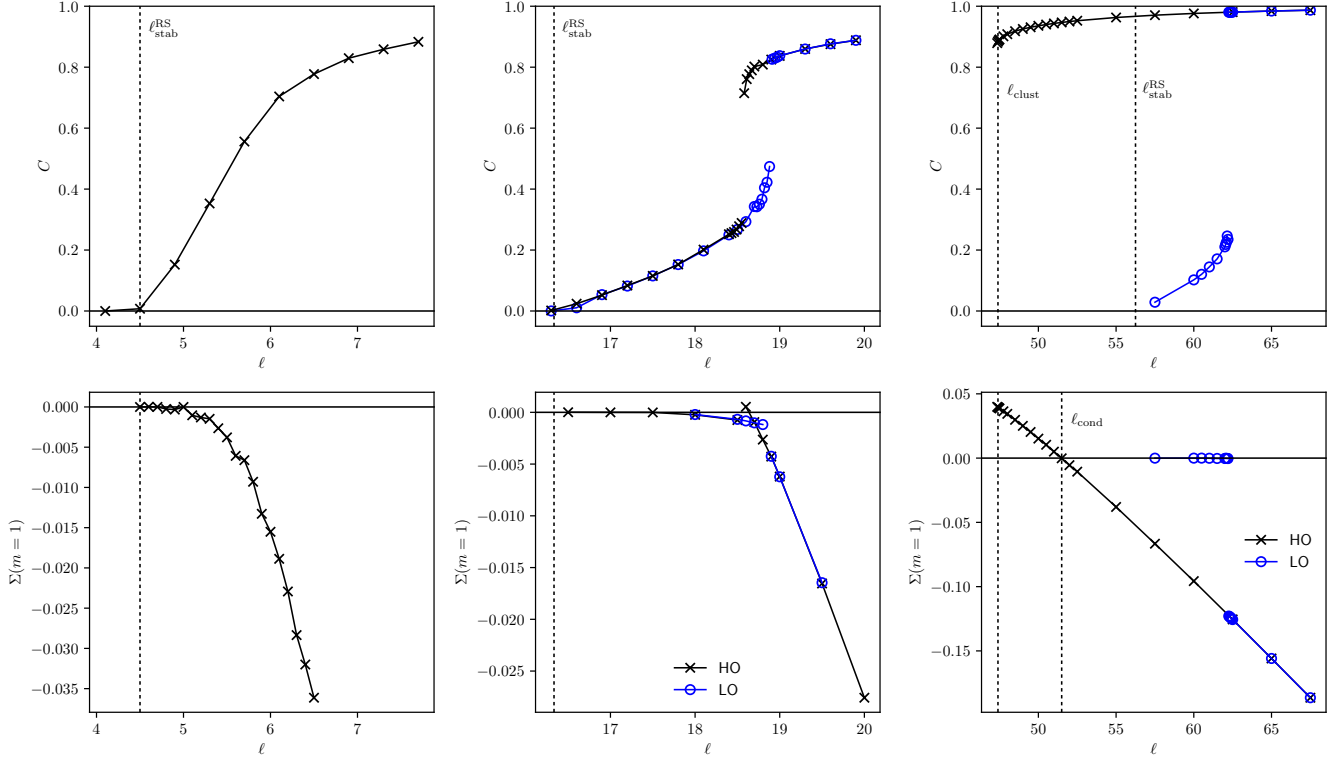 1.0
0.8
0.6
0.4
0.2
0.0
C
4 5 6 7
ℓ
ℓ_stab^RS
1.0
0.8
0.6
0.4
0.2
0.0
C
17 18 19 20
ℓ
ℓ_stab^RS
1.0
0.8
0.6
0.4
0.2
0.0
C
50 55 60 65
ℓ
ℓ_clust
ℓ_stab^RS
0.000
−0.005
−0.010
−0.015
−0.020
−0.025
−0.030
−0.035
Σ(m = 1)
4 5 6 7
ℓ
0.000
−0.005
−0.010
−0.015
−0.020
−0.025
Σ(m = 1)
HO
LO
17 18 19 20
ℓ
0.05
0.00
−0.05
−0.10
−0.15
Σ(m = 1)
ℓ_cond
HO
LO
50 55 60 65
ℓ